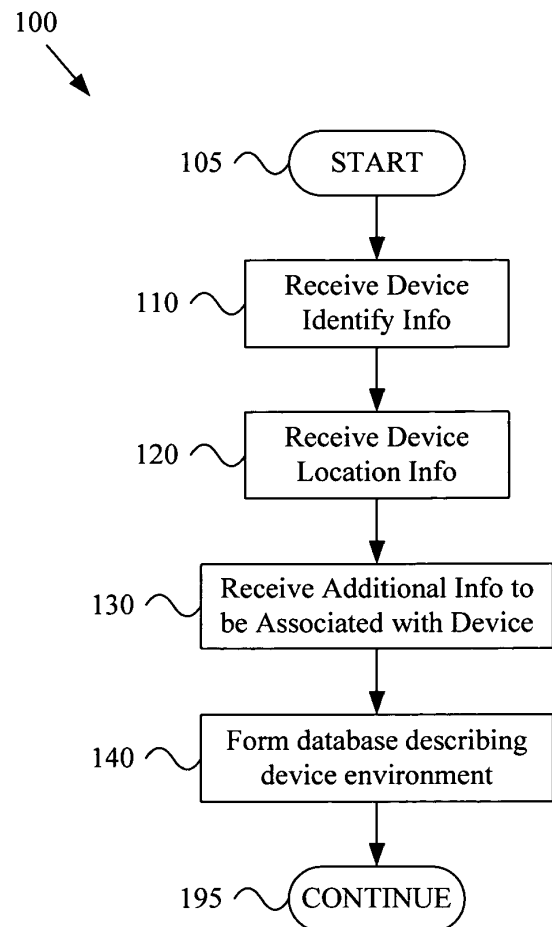 100
105
START
110
Receive Device
Identify Info
120
Receive Device
Location Info
130
Receive Additional Info to
be Associated with Device
140
Form database describing
device environment
195
CONTINUE